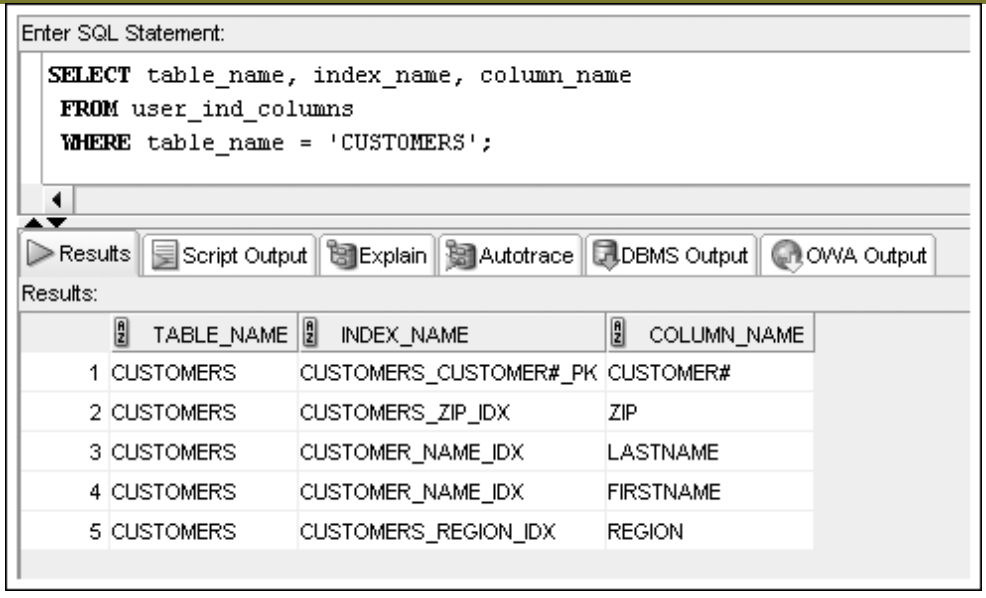 Enter SQL Statement:
SELECT table_name, index_name, column_name
FROM user_ind_columns
WHERE table_name = 'CUSTOMERS';
Results Script Output Explain Autotrace DBMS Output OWA Output
Results:
TABLE_NAME INDEX_NAME COLUMN_NAME
1 CUSTOMERS CUSTOMERS_CUSTOMER#_PK CUSTOMER#
2 CUSTOMERS CUSTOMERS_ZIP_IDX ZIP
3 CUSTOMERS CUSTOMER_NAME_IDX LASTNAME
4 CUSTOMERS CUSTOMER_NAME_IDX FIRSTNAME
5 CUSTOMERS CUSTOMERS_REGION_IDX REGION